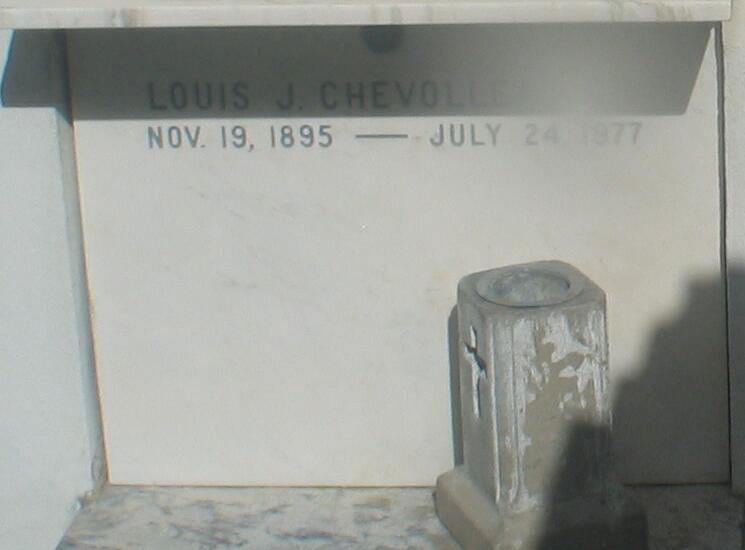 LOUIS J.
NOV. 19, 1895 — JULY 24, 1977